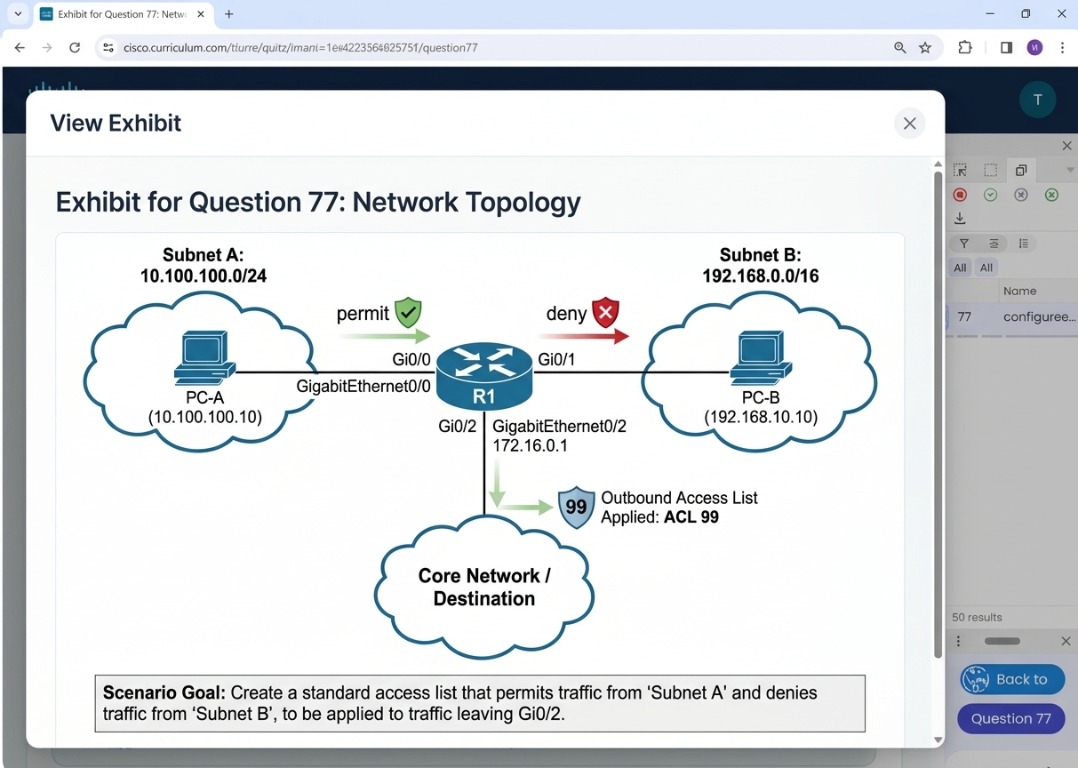 Exhibit for Question 77: Netw
cisco.curriculum.com/tlurre/quitz/imani=1es4223564625751/question77
T
View Exhibit
Exhibit for Question 77: Network Topology
Subnet A:
10.100.100.0/24
Subnet B:
192.168.0.0/16
permit
deny
Gi0/0
Gi0/1
GigabitEthernet0/0
R1
PC-A
(10.100.100.10)
PC-B
(192.168.10.10)
Gi0/2
GigabitEthernet0/2
172.16.0.1
99
Outbound Access List
Applied: ACL 99
Core Network /
Destination
Scenario Goal: Create a standard access list that permits traffic from ‘Subnet A’ and denies
traffic from ‘Subnet B’, to be applied to traffic leaving Gi0/2.
All All
Name
77 configuree...
50 results
Back to
Question 77